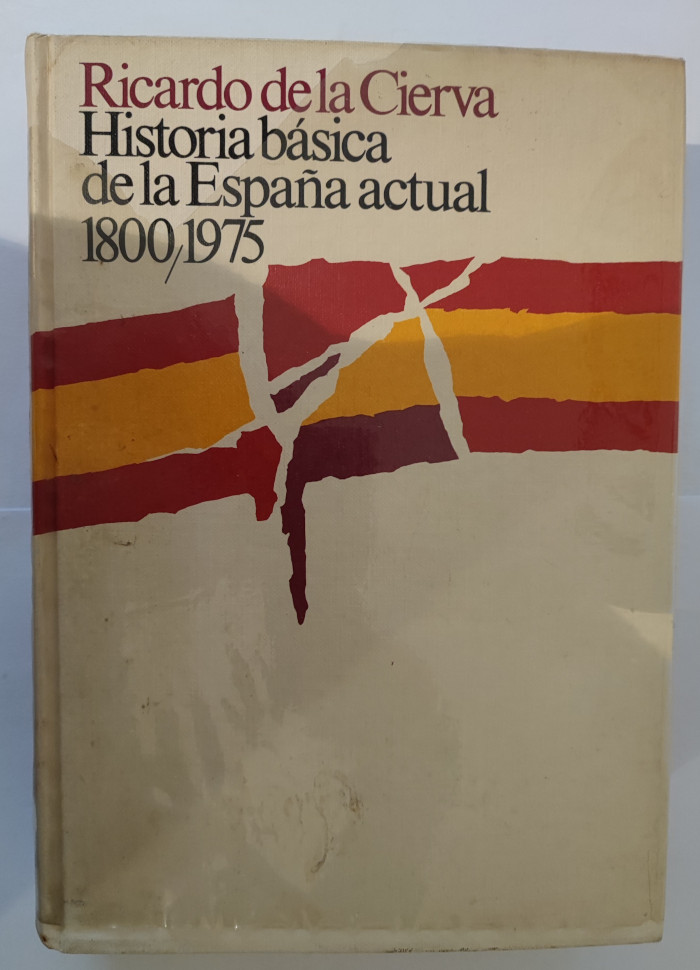 Ricardo de la Cierva
Historia básica
de la España actual
1800/1975